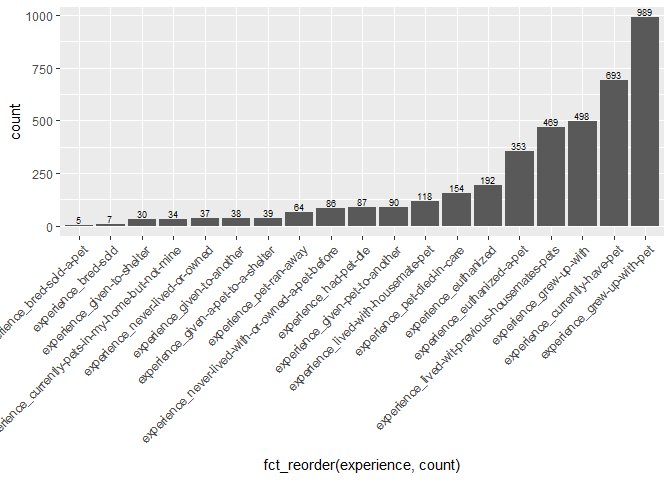 1000
750
500
250
0
count
5
7
30
34
37
38
39
64
86
87
90
118
154
192
353
469
498
693
989
erience_bred-sold-a-pet
experience_bred-sold
experience_given-to-shelter
erience_currently-pets-in-my-home-but-not-mine
experience_never-lived-or-owned
experience_given-to-another
experience_given-a-pet-to-a-shelter
experience_pet-ran-away
experience_never-lived-with-or-owned-a-pet-before
experience_had-pet-die
experience_given-pet-to-another
experience_lived-with-housemate-pet
experience_pet-died-in-care
experience_euthanized
experience_euthanized-a-pet
experience_lived-wit-previous-housemates-pets
experience_grew-up-with
experience_currently-have-pet
experience_grew-up-with-pet
fct_reorder(experience, count)